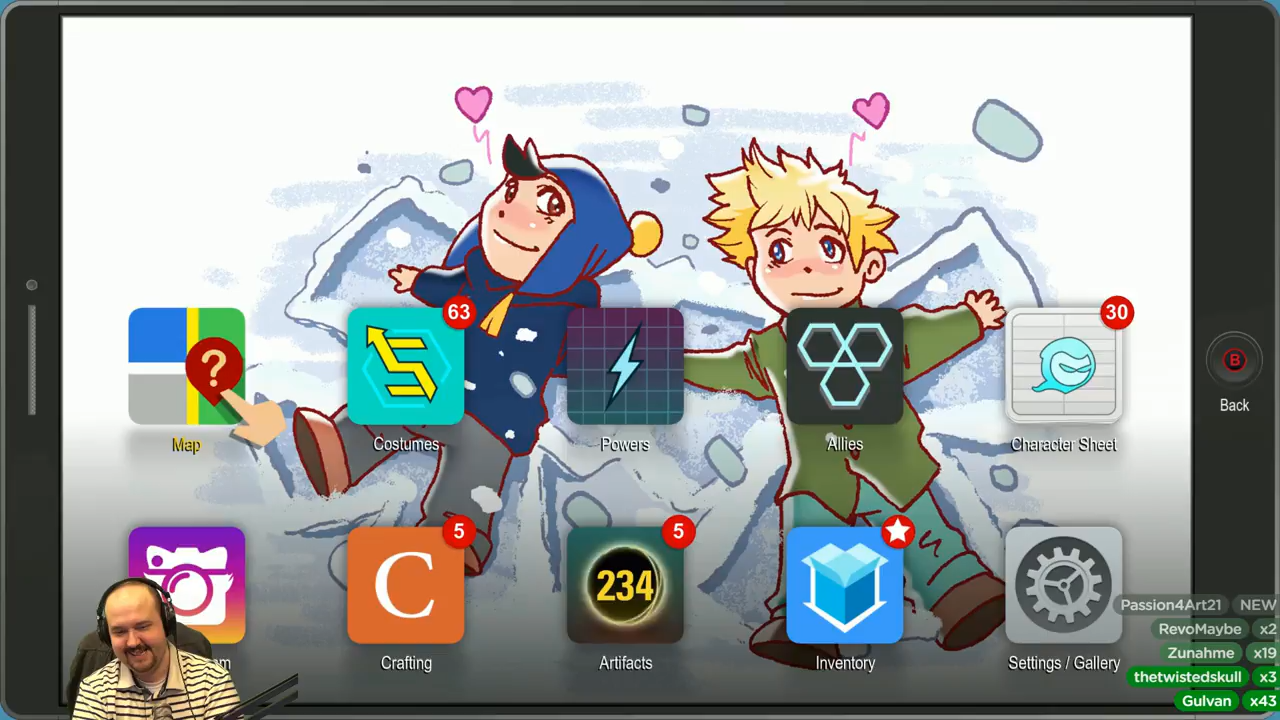 63
30
?
B
Back
Map
Costumes
Powers
Allies
Character Sheet
5
5
C
234
Passion4Art21 NEW
RevoMaybe x2
Crafting
Artifacts
Inventory
Settings / Gallery
Zunahme x19
thetwistedskull x3
Gulvan x43